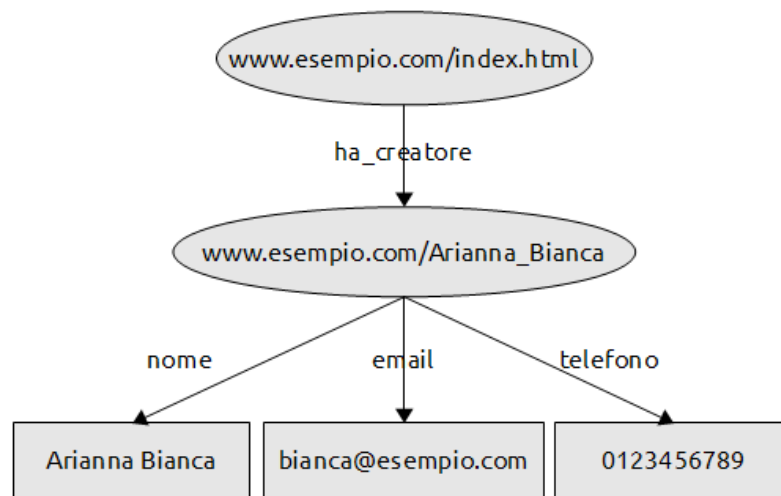 www.esempio.com/index.html
ha_creatore
www.esempio.com/Arianna_Bianca
nome
email
telefono
Arianna Bianca
bianca@esempio.com
0123456789